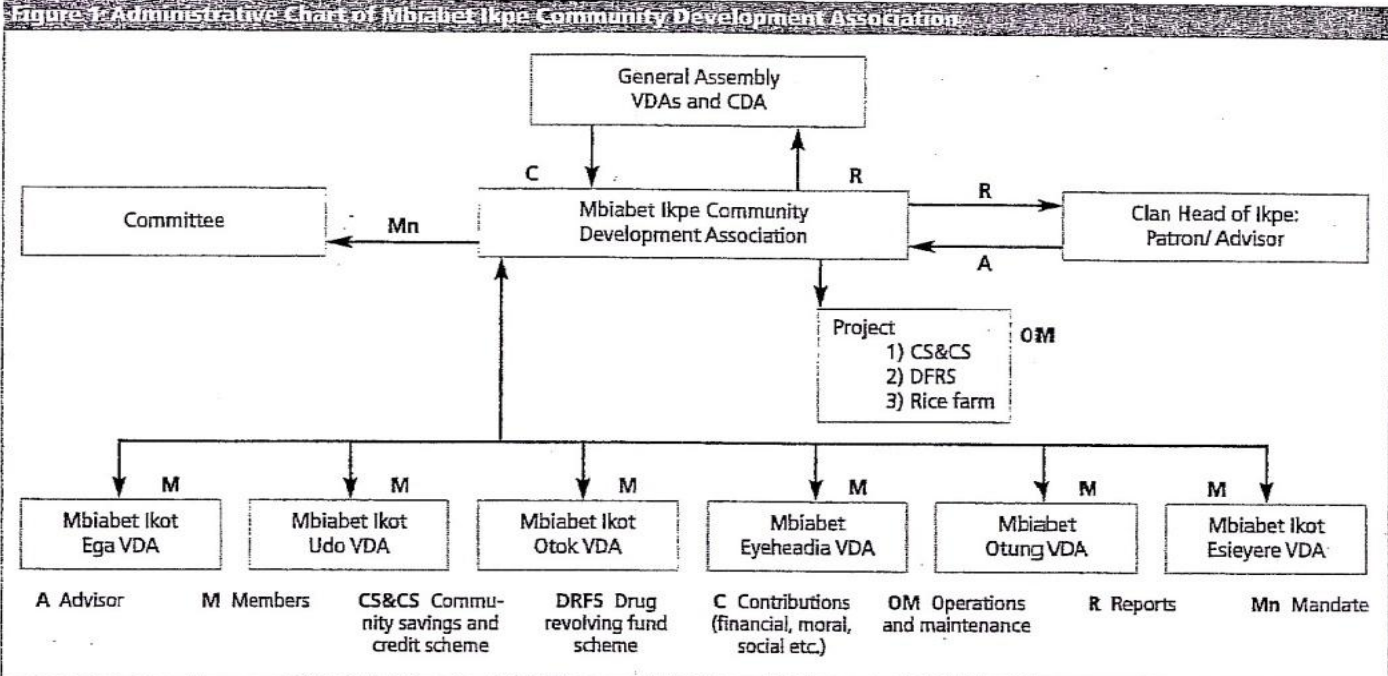 Figure 1: Administrative Chart of Mbiabet Ikpe Community Development Association
General Assembly
VDAs and CDA
C
R
Committee
Mn
Mbiabet Ikpe Community
Development Association
R
A
Clan Head of Ikpe:
Patron/ Advisor
Project
1) CS&CS
2) DFRS
3) Rice farm
OM
M
M
M
M
M
M
Mbiabet Ikot
Ega VDA
Mbiabet Ikot
Udo VDA
Mbiabet Ikot
Otok VDA
Mbiabet
Eyeheadia VDA
Mbiabet
Otung VDA
Mbiabet Ikot
Esieyere VDA
A Advisor
M Members
CS&CS Commu-
nity savings and
credit scheme
DRFS Drug
revolving fund
scheme
C Contributions
(financial, moral,
social etc.)
OM Operations
and maintenance
R Reports
Mn Mandate